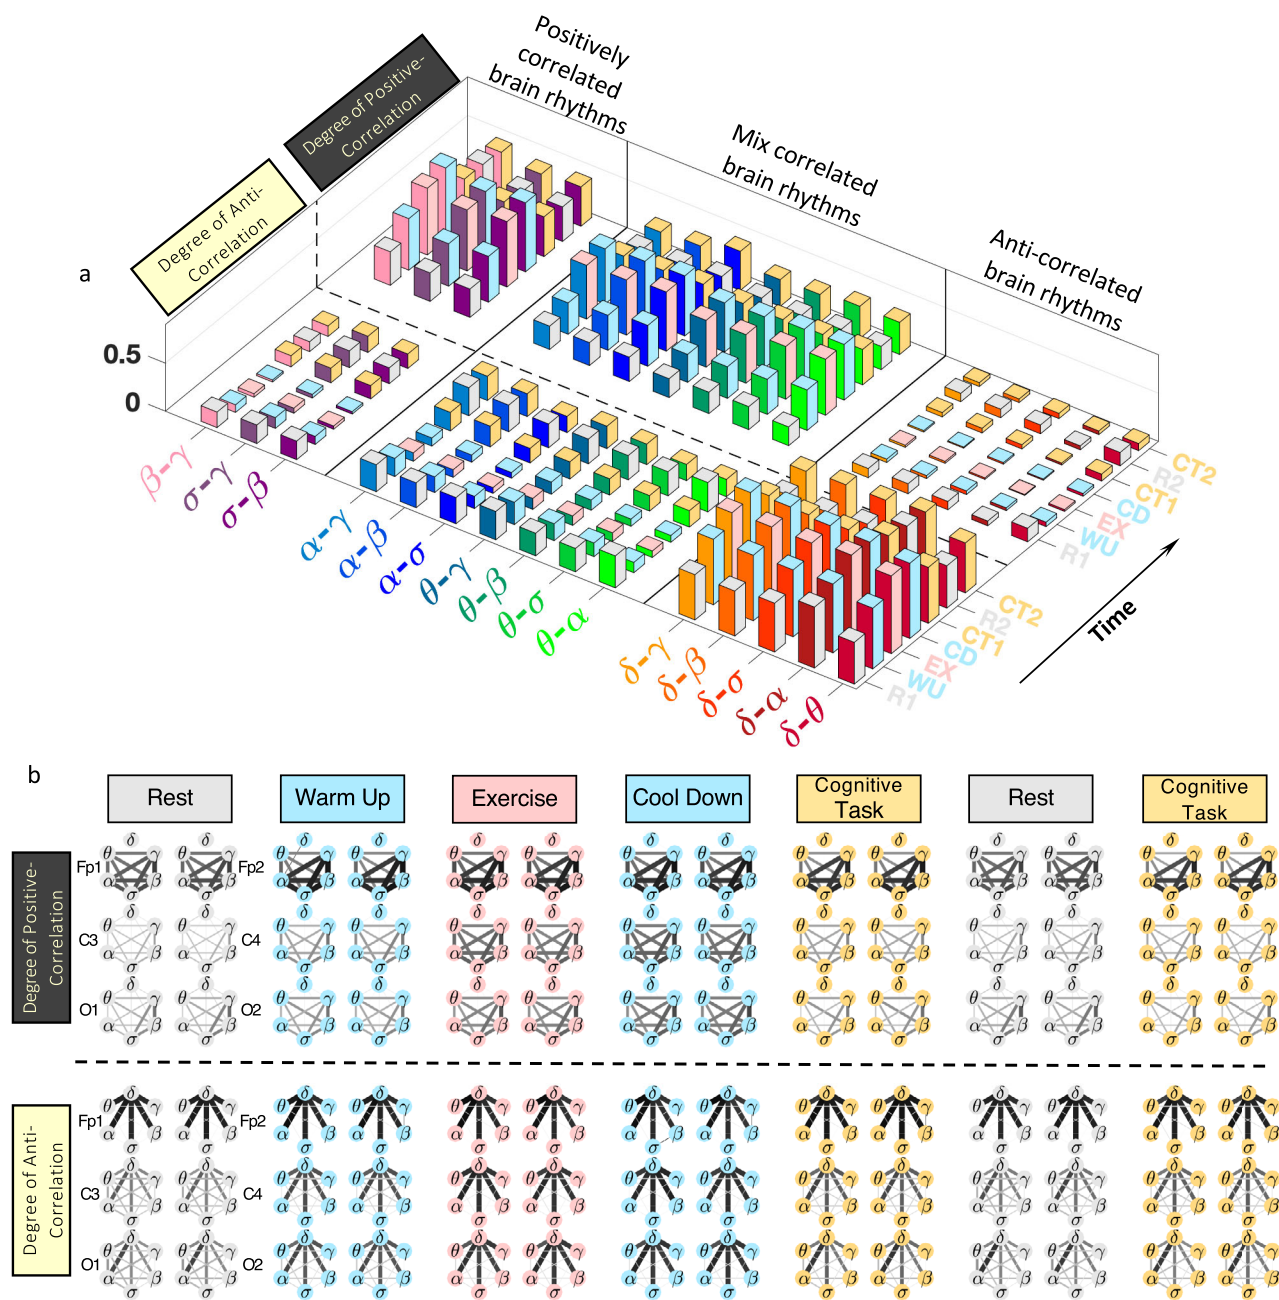 Positively
correlated
brain rhythms
Degree of Positive-
Correlation
Mix correlated
brain rhythms
Degree of Anti-
Correlation
Anti-correlated
brain rhythms
a
0.5
0
β-γ
σ-γ
σ-β
α-γ
α-β
α-σ
θ-γ
θ-β
θ-σ
θ-α
δ-γ
δ-β
δ-σ
δ-α
δ-θ
CT2
R2
CT1
CD
EX
WU
R1
CT2
R2
CT1
CD
EX
WU
R1
Time
b
Rest Warm Up Exercise Cool Down Cognitive Task Rest Cognitive Task
Degree of Positive-
Correlation
δ δ δ δ δ δ δ δ δ δ δ δ δ δ
Fp1 θ γ θ γ Fp2 θ γ θ γ θ γ θ γ θ γ θ γ θ γ θ γ θ γ θ γ θ γ θ γ
α β α β α β α β α β α β α β α β α β α β α β α β α β α β
σ σ σ σ σ σ σ σ σ σ σ σ σ σ
δ δ δ δ δ δ δ δ δ δ δ δ δ δ
θ γ θ γ θ γ θ γ θ γ θ γ θ γ θ γ θ γ θ γ θ γ θ γ θ γ θ γ
C3 C4
α β α β α β α β α β α β α β α β α β α β α β α β α β α β
σ σ σ σ σ σ σ σ σ σ σ σ σ σ
δ δ δ δ δ δ δ δ δ δ δ δ δ δ
O1 θ γ θ γ O2 θ γ θ γ θ γ θ γ θ γ θ γ θ γ θ γ θ γ θ γ θ γ θ γ
α β α β α β α β α β α β α β α β α β α β α β α β α β α β
σ σ σ σ σ σ σ σ σ σ σ σ σ σ
Degree of Anti-
Correlation
δ δ δ δ δ δ δ δ δ δ δ δ δ δ
Fp1 θ γ θ γ Fp2 θ γ θ γ θ γ θ γ θ γ θ γ θ γ θ γ θ γ θ γ θ γ θ γ
α β α β α β α β α β α β α β α β α β α β α β α β α β α β
σ σ σ σ σ σ σ σ σ σ σ σ σ σ
δ δ δ δ δ δ δ δ δ δ δ δ δ δ
θ γ θ γ θ γ θ γ θ γ θ γ θ γ θ γ θ γ θ γ θ γ θ γ θ γ θ γ
C3 C4
α β α β α β α β α β α β α β α β α β α β α β α β α β α β
σ σ σ σ σ σ σ σ σ σ σ σ σ σ
δ δ δ δ δ δ δ δ δ δ δ δ δ δ
O1 θ γ θ γ O2 θ γ θ γ θ γ θ γ θ γ θ γ θ γ θ γ θ γ θ γ θ γ θ γ
α β α β α β α β α β α β α β α β α β α β α β α β α β α β
σ σ σ σ σ σ σ σ σ σ σ σ σ σ